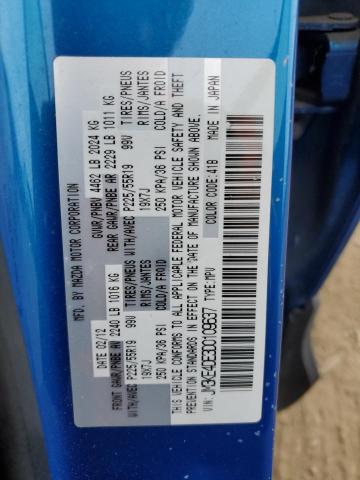 MFD. BY MAZDA MOTOR CORPORATION
DATE: 02/12 GVWR/PNBV 4462 LB 2024 KG
FRONT GAWR/PNBE AV 2240 LB 1016 KG REAR GAWR/PNBE AR 2229 LB 1011 KG
WITH/AVEC P225/55R19 99V TIRES/PNEUS WITH/AVEC P225/55R19 99V TIRES/PNEUS
19X7J RIMS/JANTES 19X7J RIMS/JANTES
250 KPA/36 PSI COLD/A FROID 250 KPA/36 PSI COLD/A FROID
THIS VEHICLE CONFORMS TO ALL APPLICABLE FEDERAL MOTOR VEHICLE SAFETY AND THEFT
PREVENTION STANDARDS IN EFFECT ON THE DATE OF MANUFACTURE SHOWN ABOVE.
MADE IN JAPAN
VIN: JM3KE4DE3D0109637 TYPE: MPV COLOR CODE: 41B